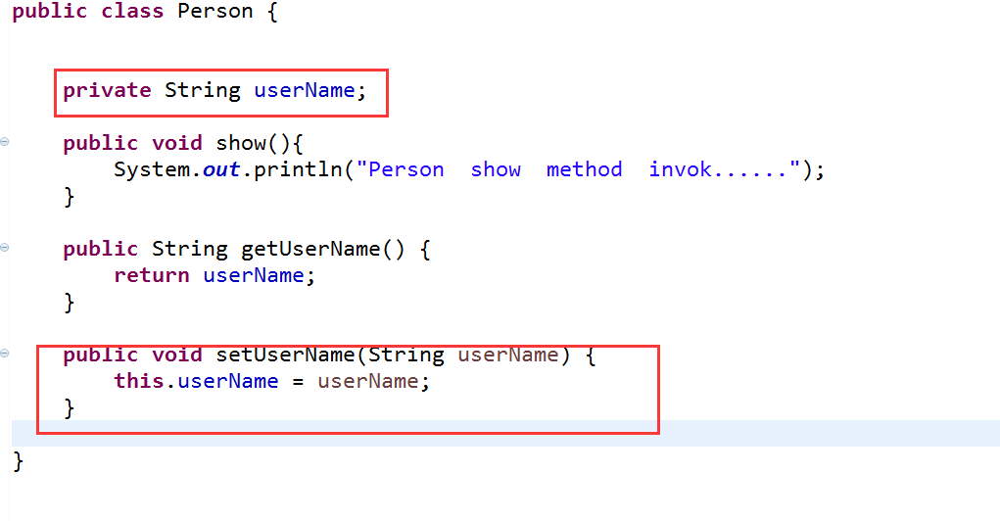 public class Person {
private String userName;
public void show(){
System.out.println("Person  show  method  invok......");
}
public String getUserName() {
return userName;
}
public void setUserName(String userName) {
this.userName = userName;
}
}